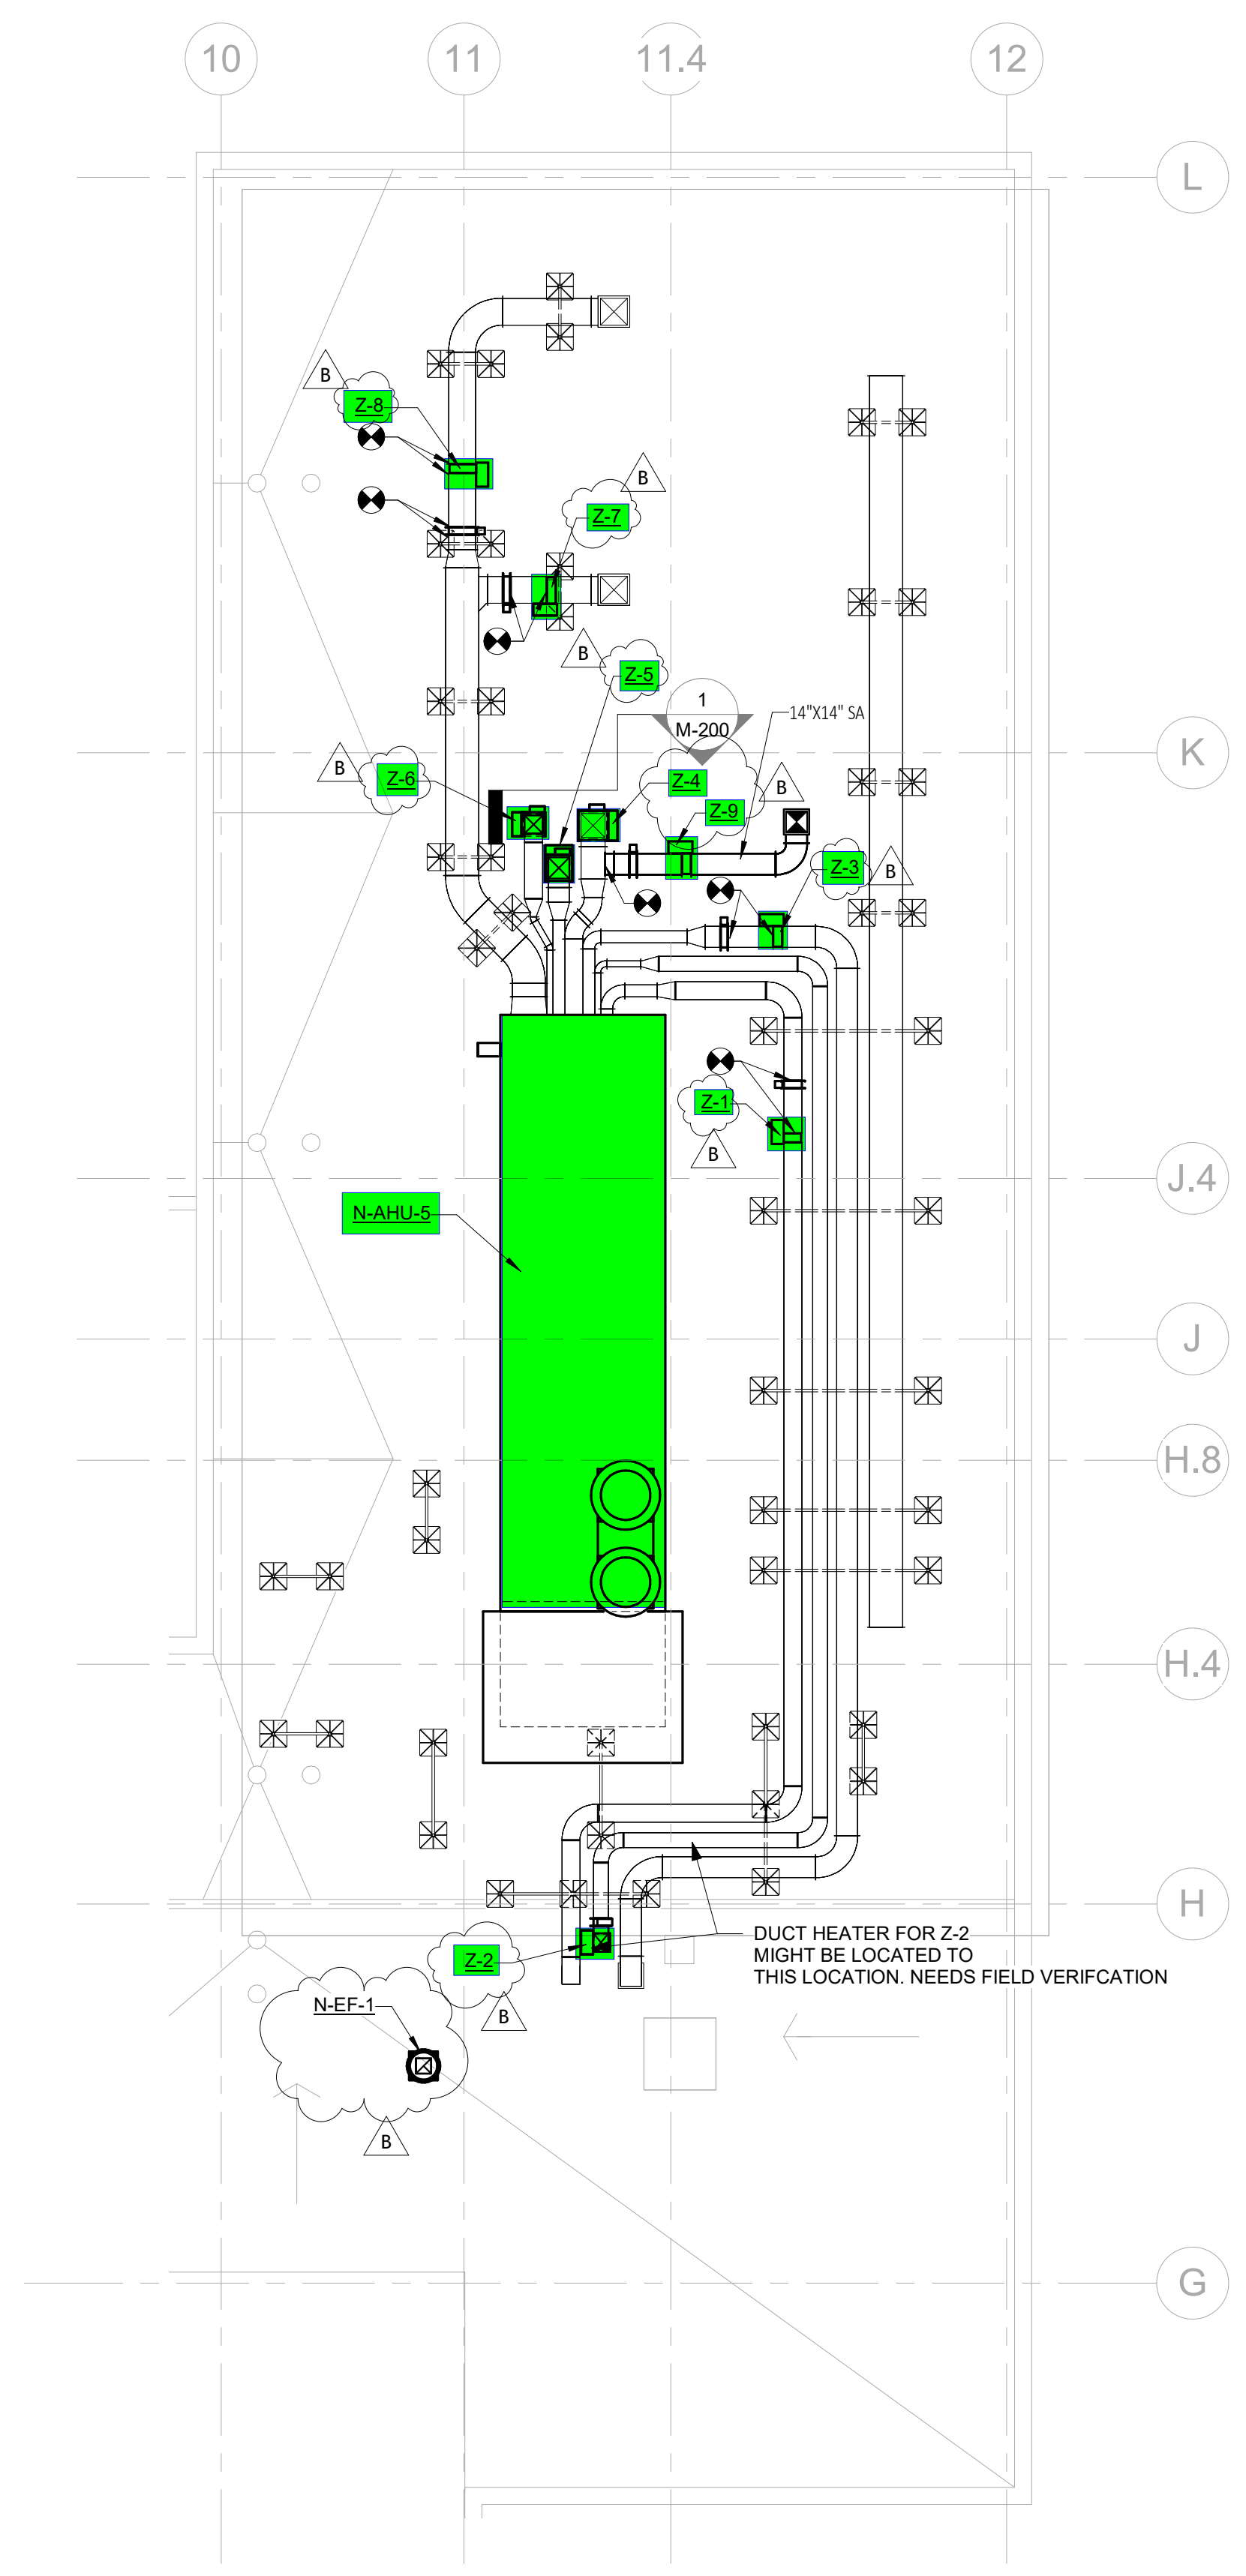 10
11
11.4
12
L
B
Z-8
B
Z-7
B
Z-5
1
M-200
14"X14" SA
K
B
Z-6
Z-4
B
Z-9
Z-3
B
Z-1
B
J.4
N-AHU-5
J
H.8
H.4
H
DUCT HEATER FOR Z-2
MIGHT BE LOCATED TO
THIS LOCATION. NEEDS FIELD VERIFCATION
Z-2
B
N-EF-1
B
G